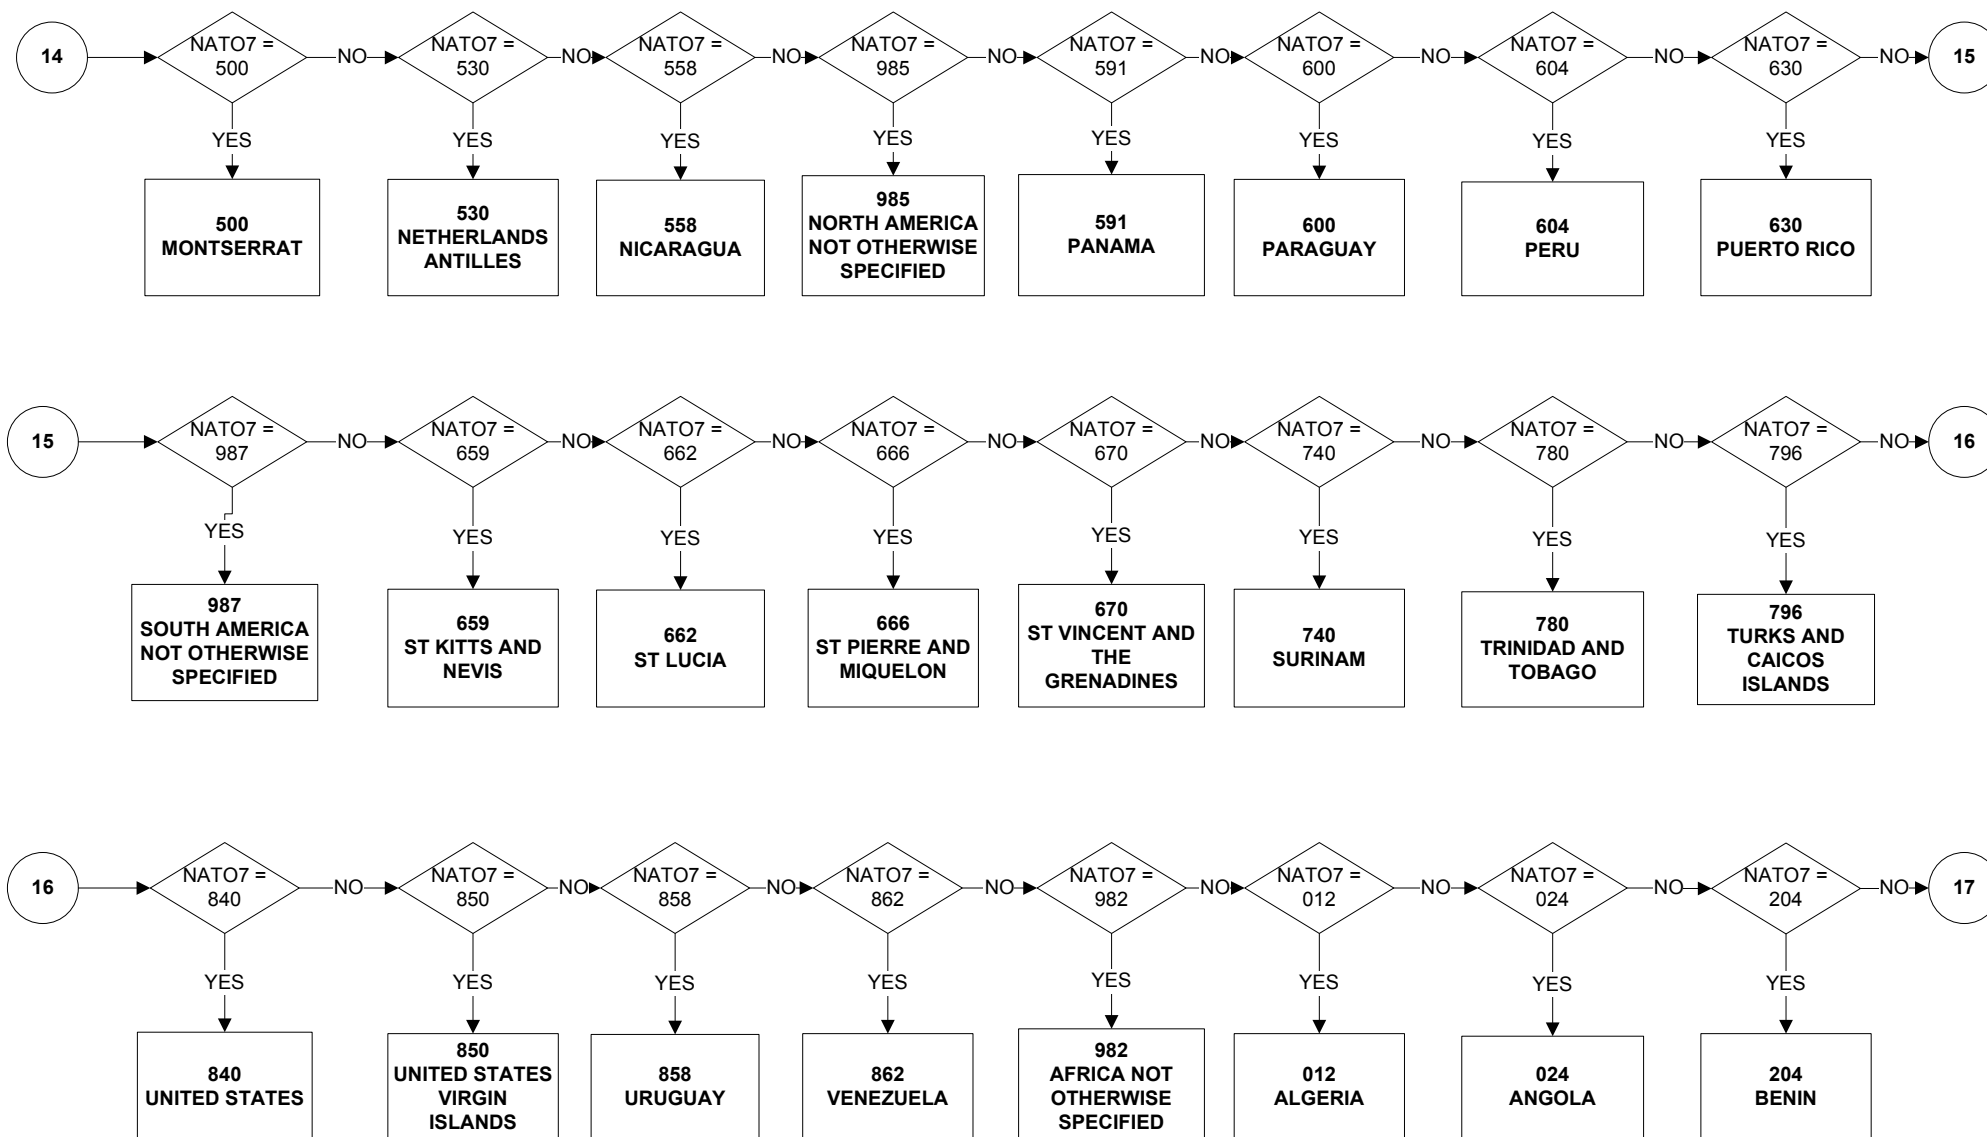 14
NATO7 =
500
NO
NATO7 =
530
NO
NATO7 =
558
NO
NATO7 =
985
NO
NATO7 =
591
NO
NATO7 =
600
NO
NATO7 =
604
NO
NATO7 =
630
NO
15
YES
YES
YES
YES
YES
YES
YES
YES
500
MONTSERRAT
530
NETHERLANDS
ANTILLES
558
NICARAGUA
985
NORTH AMERICA
NOT OTHERWISE
SPECIFIED
591
PANAMA
600
PARAGUAY
604
PERU
630
PUERTO RICO
15
NATO7 =
987
NO
NATO7 =
659
NO
NATO7 =
662
NO
NATO7 =
666
NO
NATO7 =
670
NO
NATO7 =
740
NO
NATO7 =
780
NO
NATO7 =
796
NO
16
YES
YES
YES
YES
YES
YES
YES
YES
987
SOUTH AMERICA
NOT OTHERWISE
SPECIFIED
659
ST KITTS AND
NEVIS
662
ST LUCIA
666
ST PIERRE AND
MIQUELON
670
ST VINCENT AND
THE
GRENADINES
740
SURINAM
780
TRINIDAD AND
TOBAGO
796
TURKS AND
CAICOS
ISLANDS
16
NATO7 =
840
NO
NATO7 =
850
NO
NATO7 =
858
NO
NATO7 =
862
NO
NATO7 =
982
NO
NATO7 =
012
NO
NATO7 =
024
NO
NATO7 =
204
NO
17
YES
YES
YES
YES
YES
YES
YES
YES
840
UNITED STATES
850
UNITED STATES
VIRGIN
ISLANDS
858
URUGUAY
862
VENEZUELA
982
AFRICA NOT
OTHERWISE
SPECIFIED
012
ALGERIA
024
ANGOLA
204
BENIN